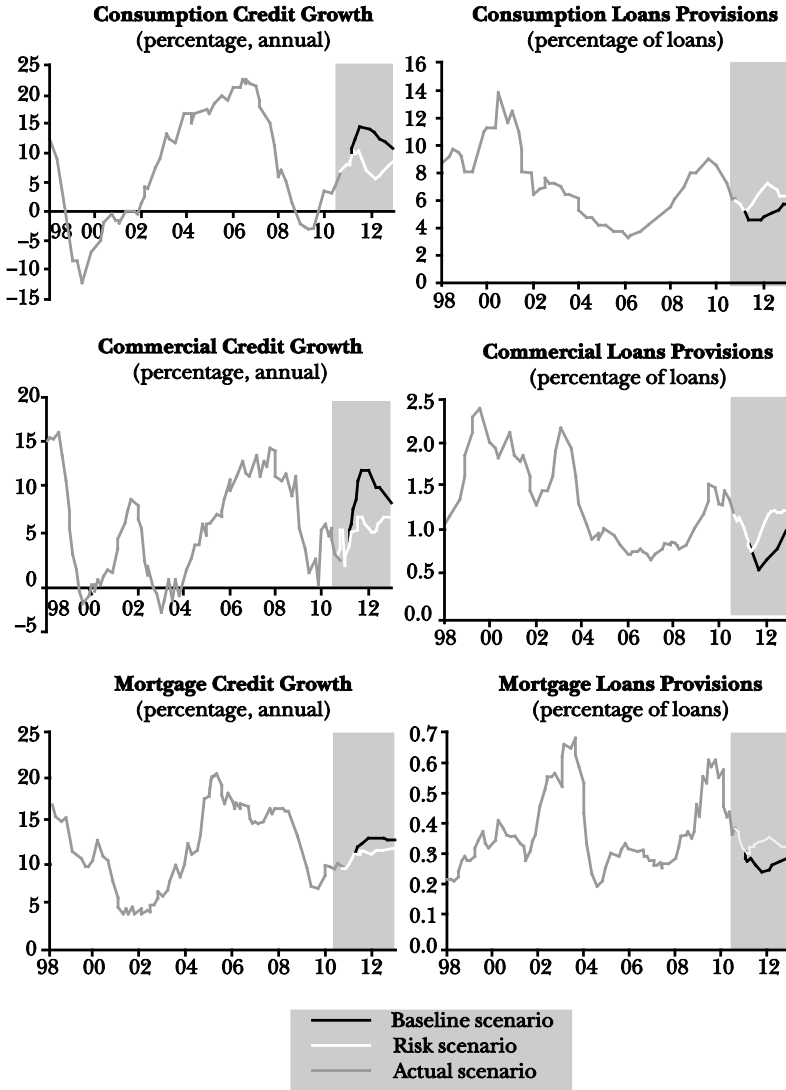 Consumption Credit Growth
(percentage, annual)
25
20
15
10
5
0
−5
−10
−15
98 00 02 04 06 08 10 12
Consumption Loans Provisions
(percentage of loans)
16
14
12
10
8
6
4
2
0
98 00 02 04 06 08 10 12
Commercial Credit Growth
(percentage, annual)
20
15
10
5
0
−5
98 00 02 04 06 08 10 12
Commercial Loans Provisions
(percentage of loans)
2.5
2.0
1.5
1.0
0.5
0.0
98 00 02 04 06 08 10 12
Mortgage Credit Growth
(percentage, annual)
25
20
15
10
5
0
98 00 02 04 06 08 10 12
Mortgage Loans Provisions
(percentage of loans)
0.7
0.6
0.5
0.4
0.3
0.2
0.1
0.0
98 00 02 04 06 08 10 12
Baseline scenario
Risk scenario
Actual scenario